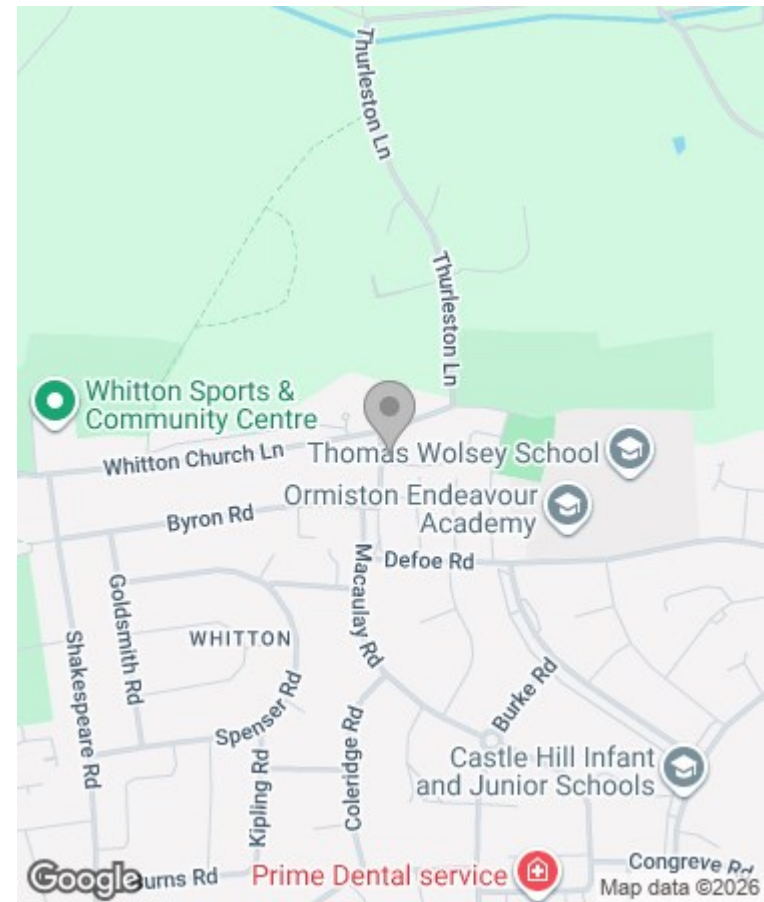 Thurleston Ln
Thurleston Ln
Whitton Sports &
Community Centre
Whitton Church Ln
Thomas Wolsey School
Ormiston Endeavour
Academy
Byron Rd
Defoe Rd
Macaulay Rd
Goldsmith Rd
WHITTON
Shakespeare Rd
Spenser Rd
Burke Rd
Kipling Rd
Coleridge Rd
Castle Hill Infant
and Junior Schools
Google
Burns Rd
Prime Dental service
Congreve Rd
Map data ©2026